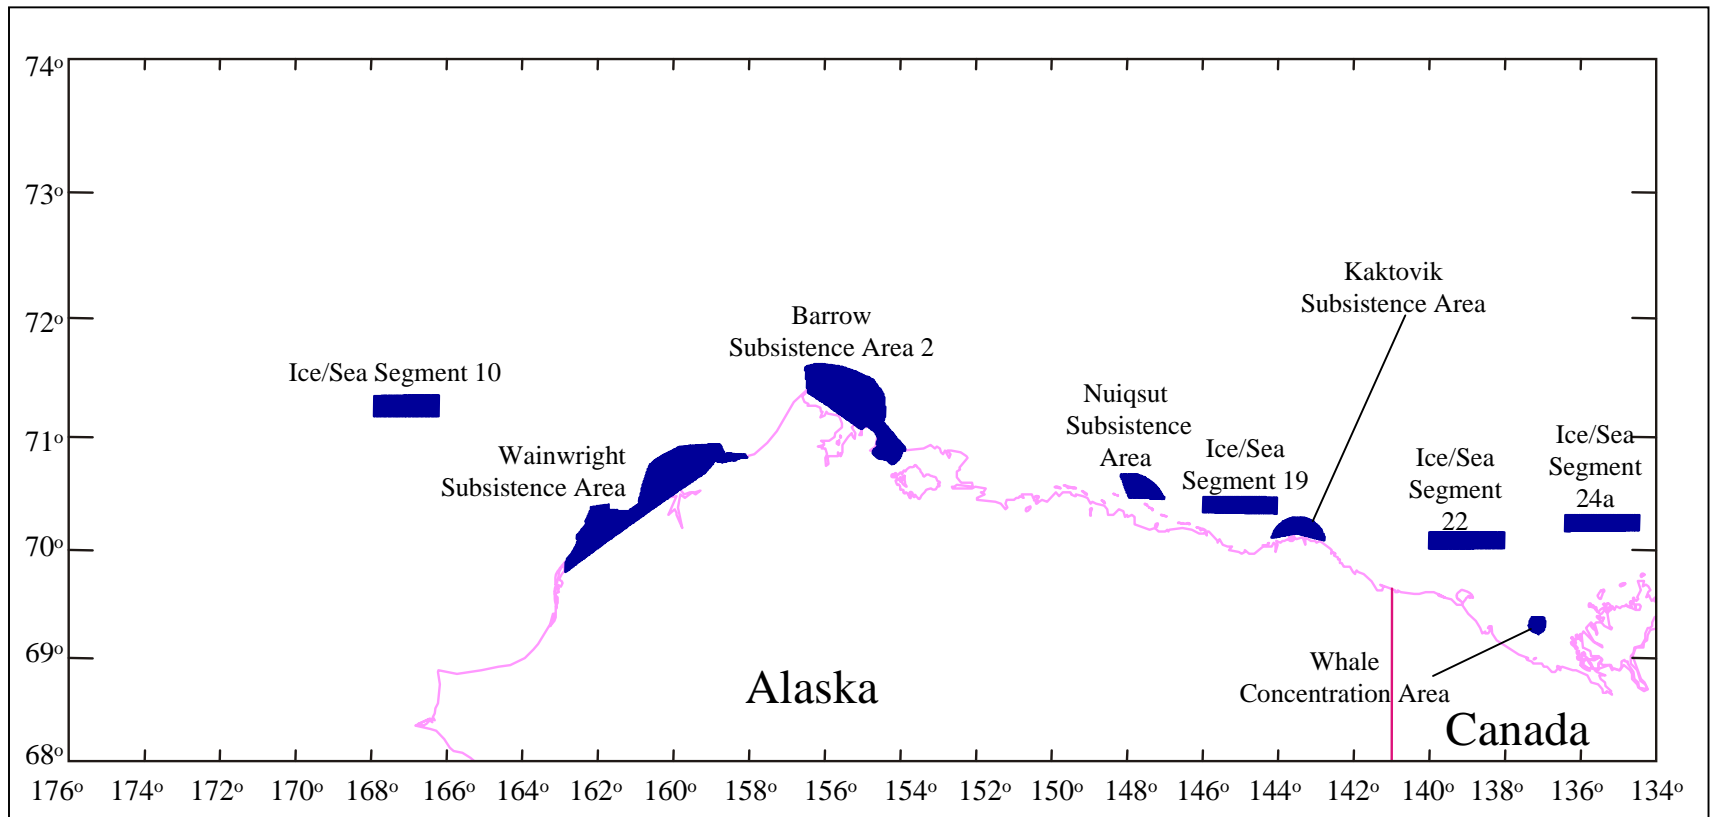 74°
73°
72°
71°
70°
69°
68°
Kaktovik
Subsistence Area
Barrow
Subsistence Area 2
Ice/Sea Segment 10
Nuiqsut
Subsistence
Area
Ice/Sea
Segment 19
Ice/Sea
Segment
22
Ice/Sea
Segment
24a
Wainwright
Subsistence Area
Whale
Concentration Area
Alaska
Canada
176° 174° 172° 170° 168° 166° 164° 162° 160° 158° 156° 154° 152° 150° 148° 146° 144° 142° 140° 138° 136° 134°